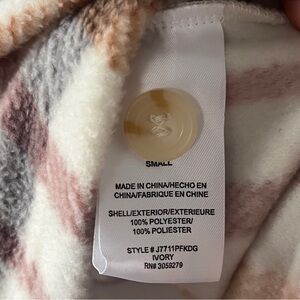 SMALL
MADE IN CHINA/HECHO EN
CHINA/FABRIQUE EN CHINE
SHELL/EXTERIOR/EXTERIEURE
100% POLYESTER/
100% POLIESTER
STYLE # J7711PFKDG
IVORY
RN# 3059279